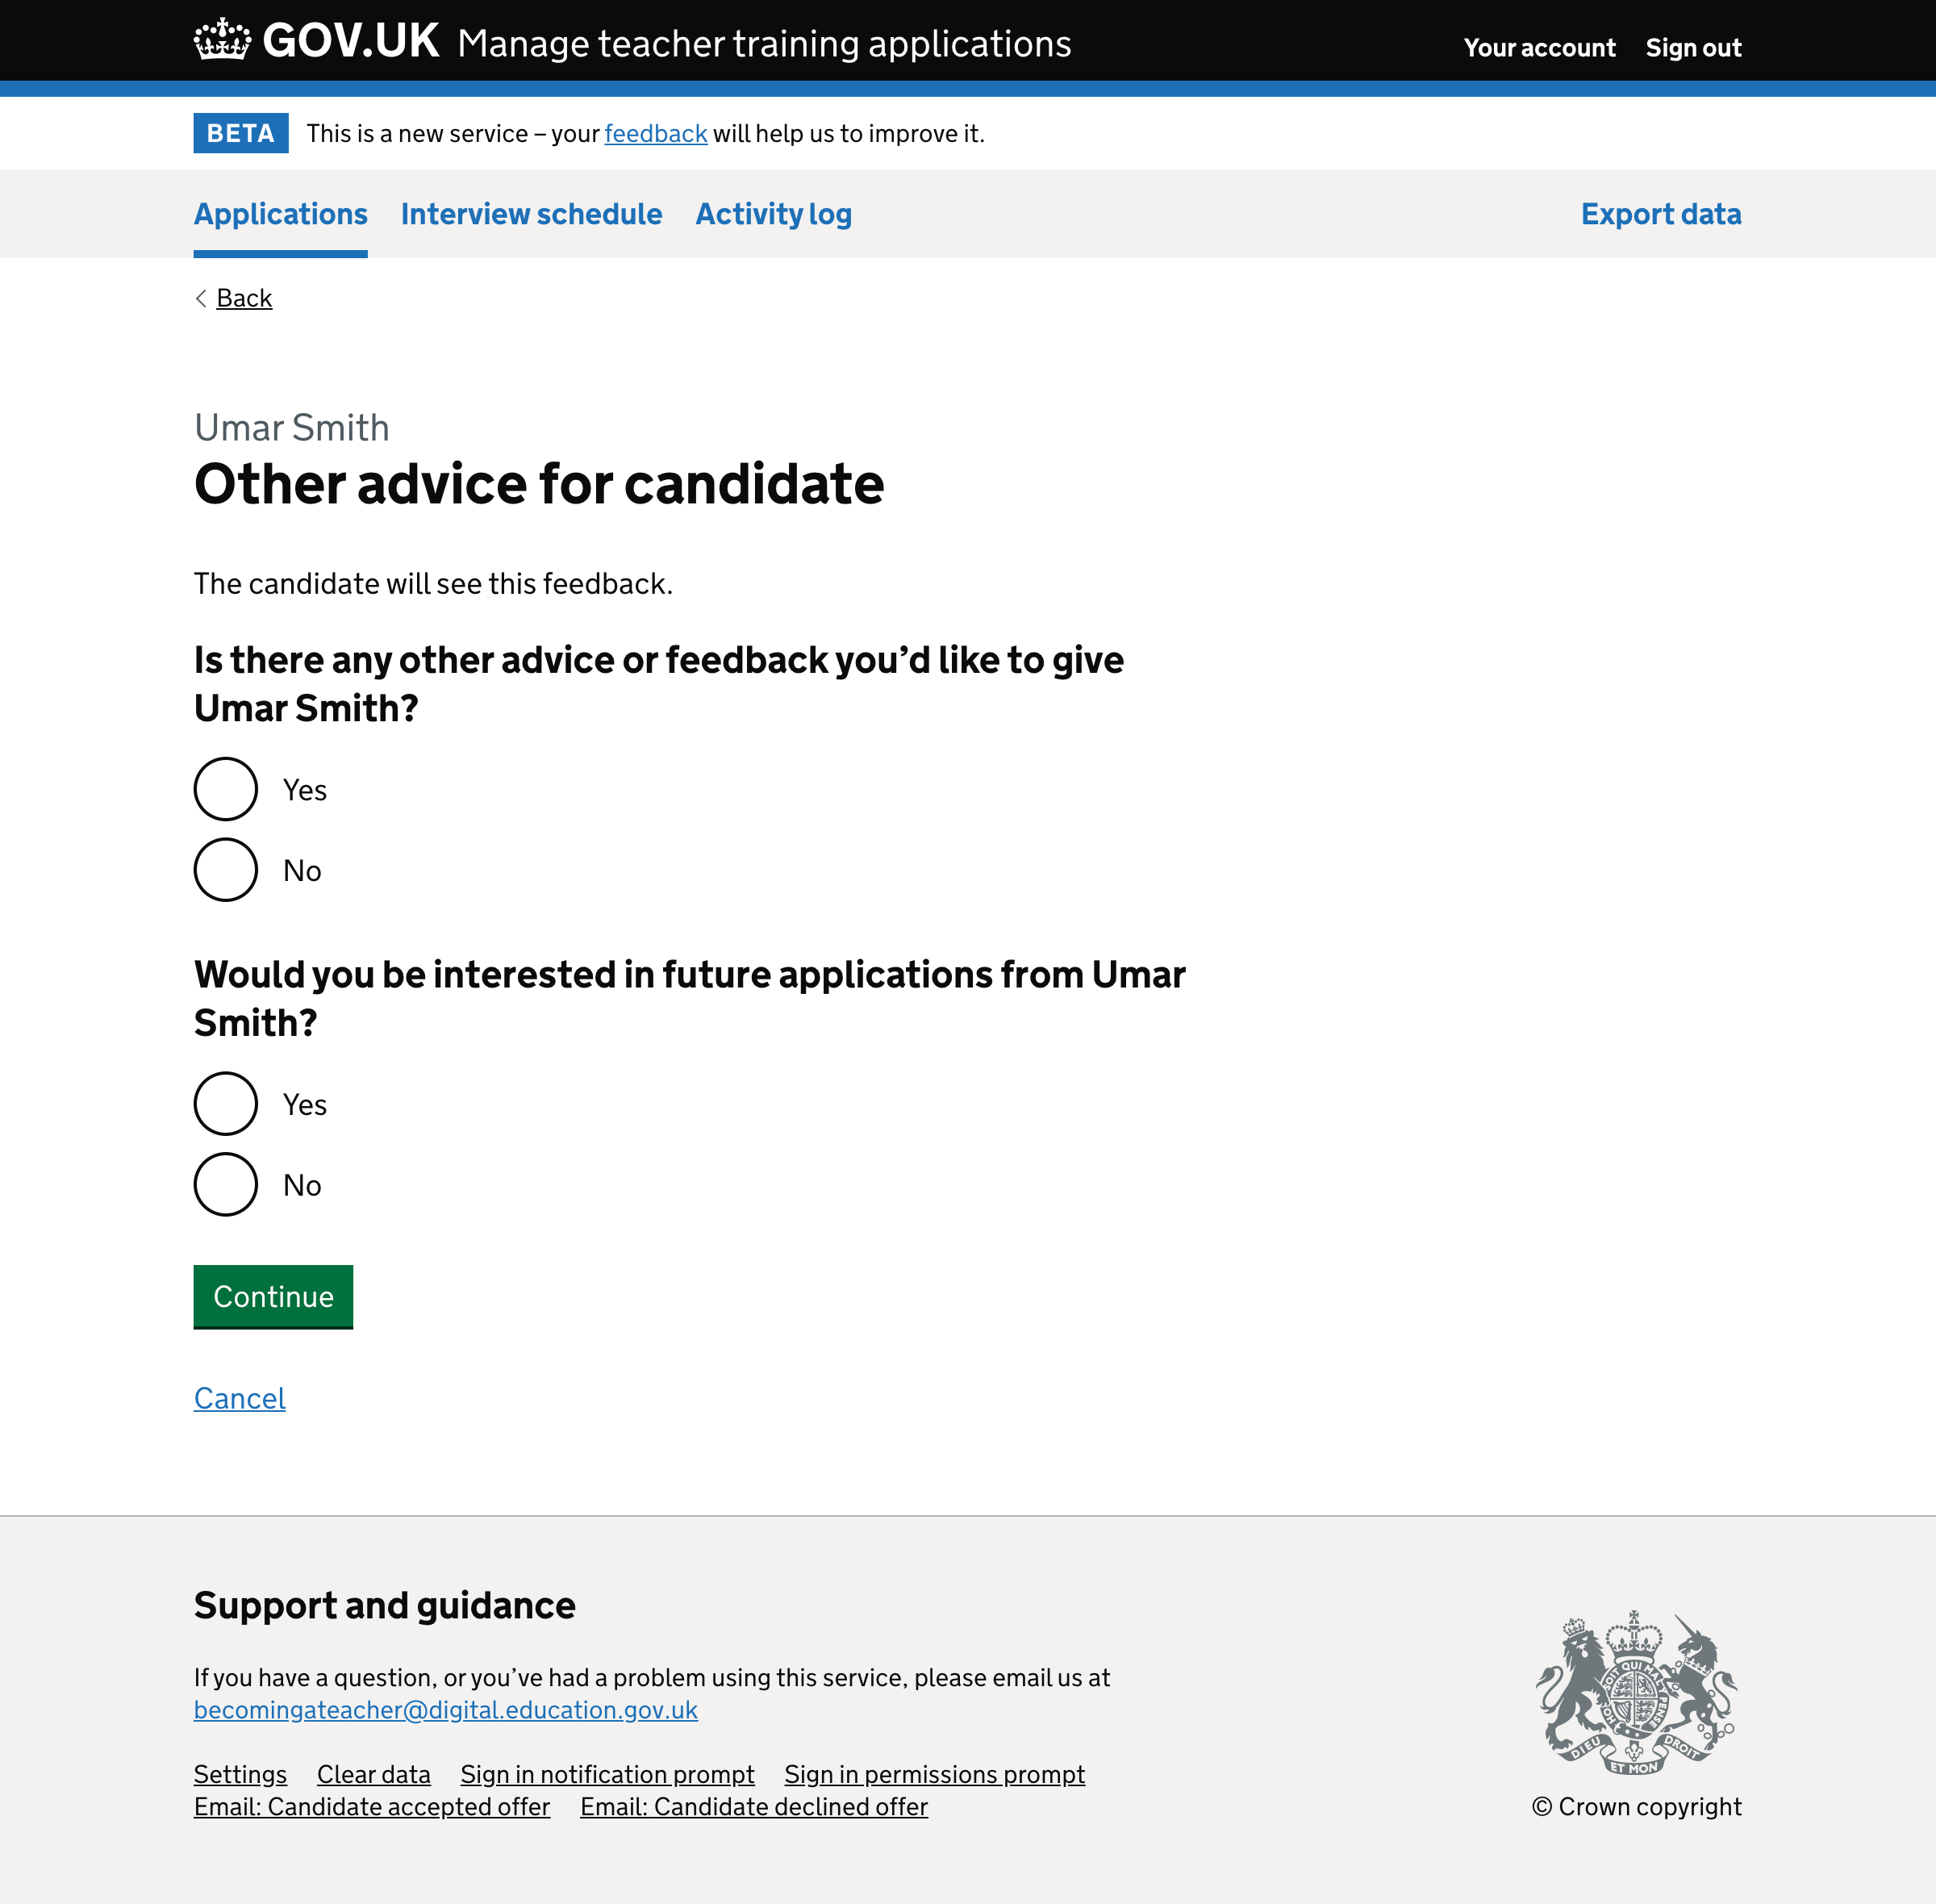 GOV.UK Manage teacher training applications
Your account Sign out
BETA This is a new service – your feedback will help us to improve it.
Applications Interview schedule Activity log Export data
Back
Umar Smith
Other advice for candidate
The candidate will see this feedback.
Is there any other advice or feedback you’d like to give
Umar Smith?
Yes
No
Would you be interested in future applications from Umar
Smith?
Yes
No
Continue
Cancel
Support and guidance
If you have a question, or you’ve had a problem using this service, please email us at
becomingateacher@digital.education.gov.uk
Settings Clear data Sign in notification prompt Sign in permissions prompt
Email: Candidate accepted offer Email: Candidate declined offer
DIEU ET MON DROIT
© Crown copyright